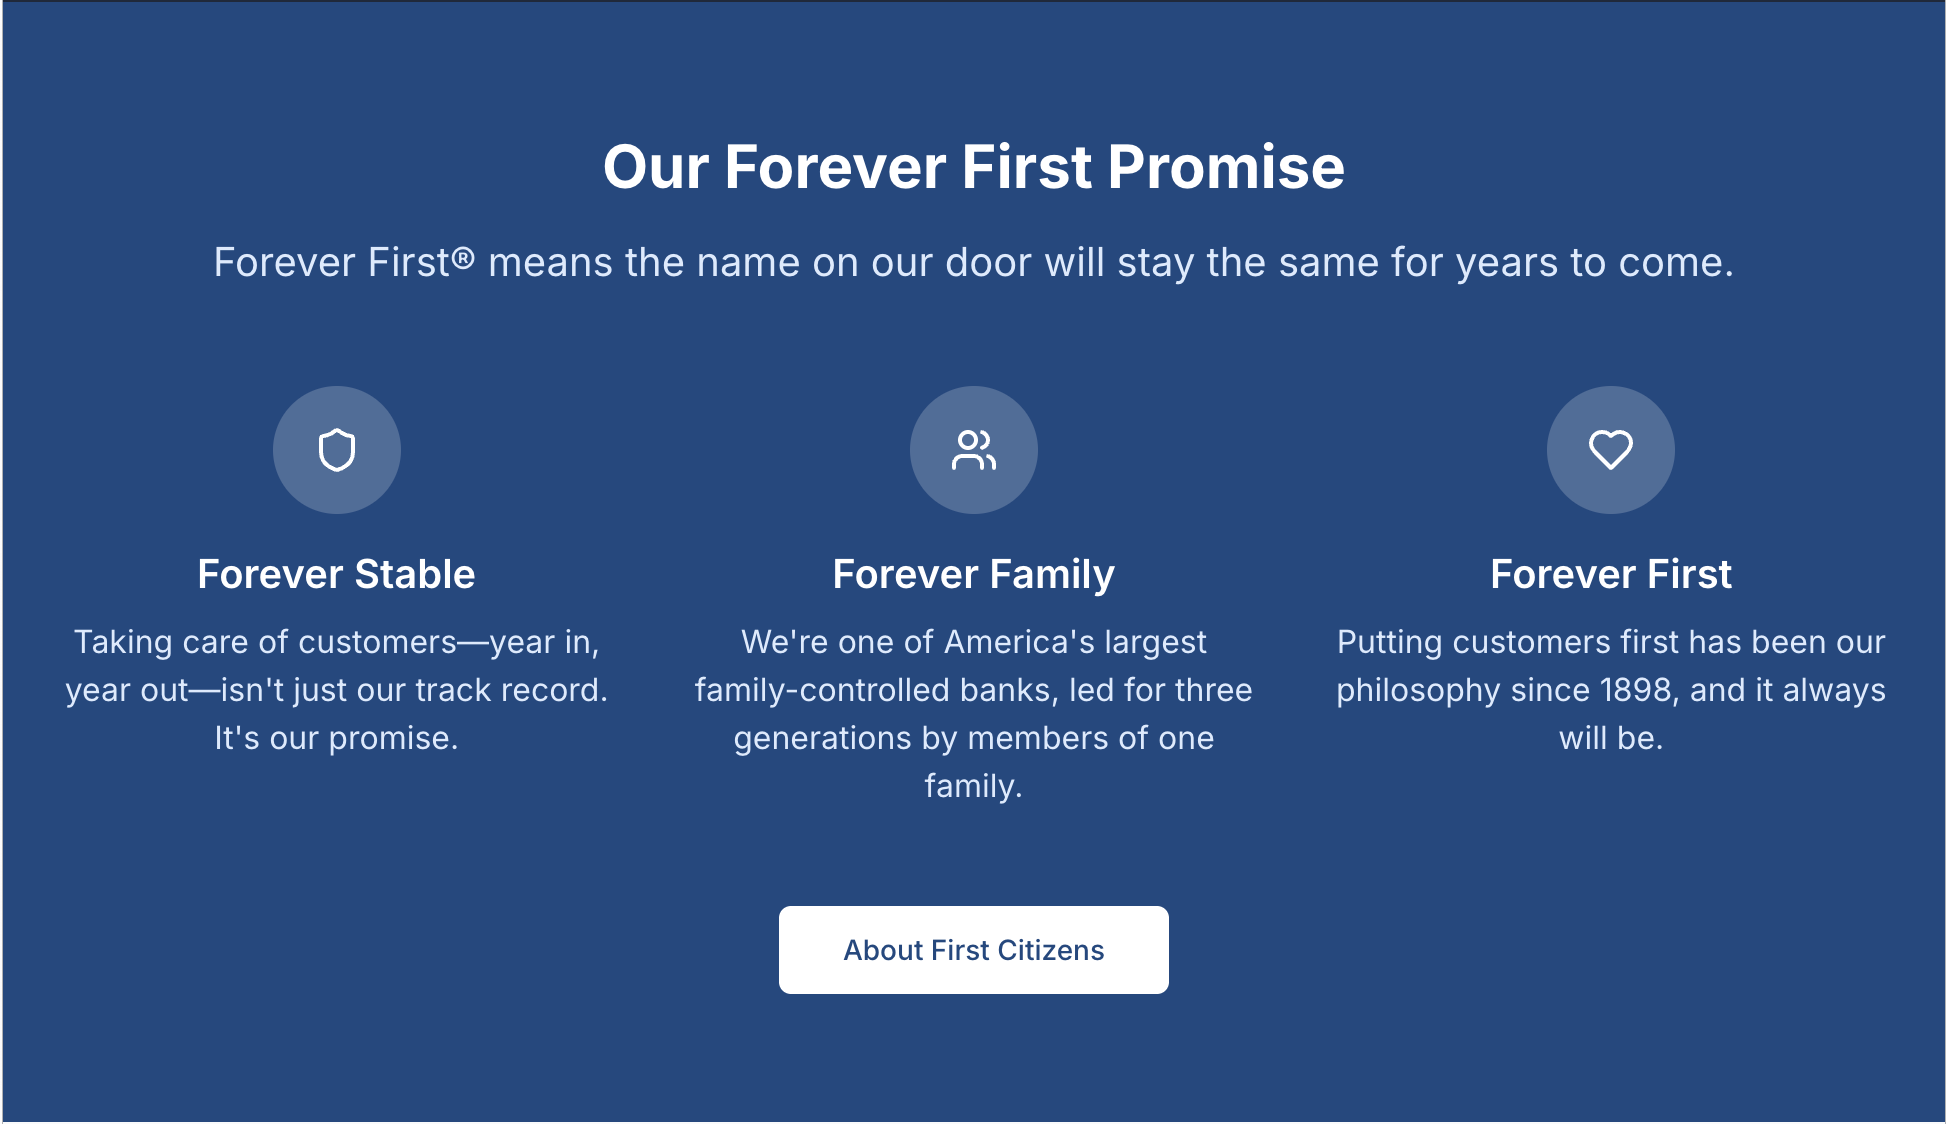 Our Forever First Promise
Forever First® means the name on our door will stay the same for years to come.
Forever Stable
Taking care of customers—year in,
year out—isn't just our track record.
It's our promise.
Forever Family
We're one of America's largest
family-controlled banks, led for three
generations by members of one
family.
Forever First
Putting customers first has been our
philosophy since 1898, and it always
will be.
About First Citizens